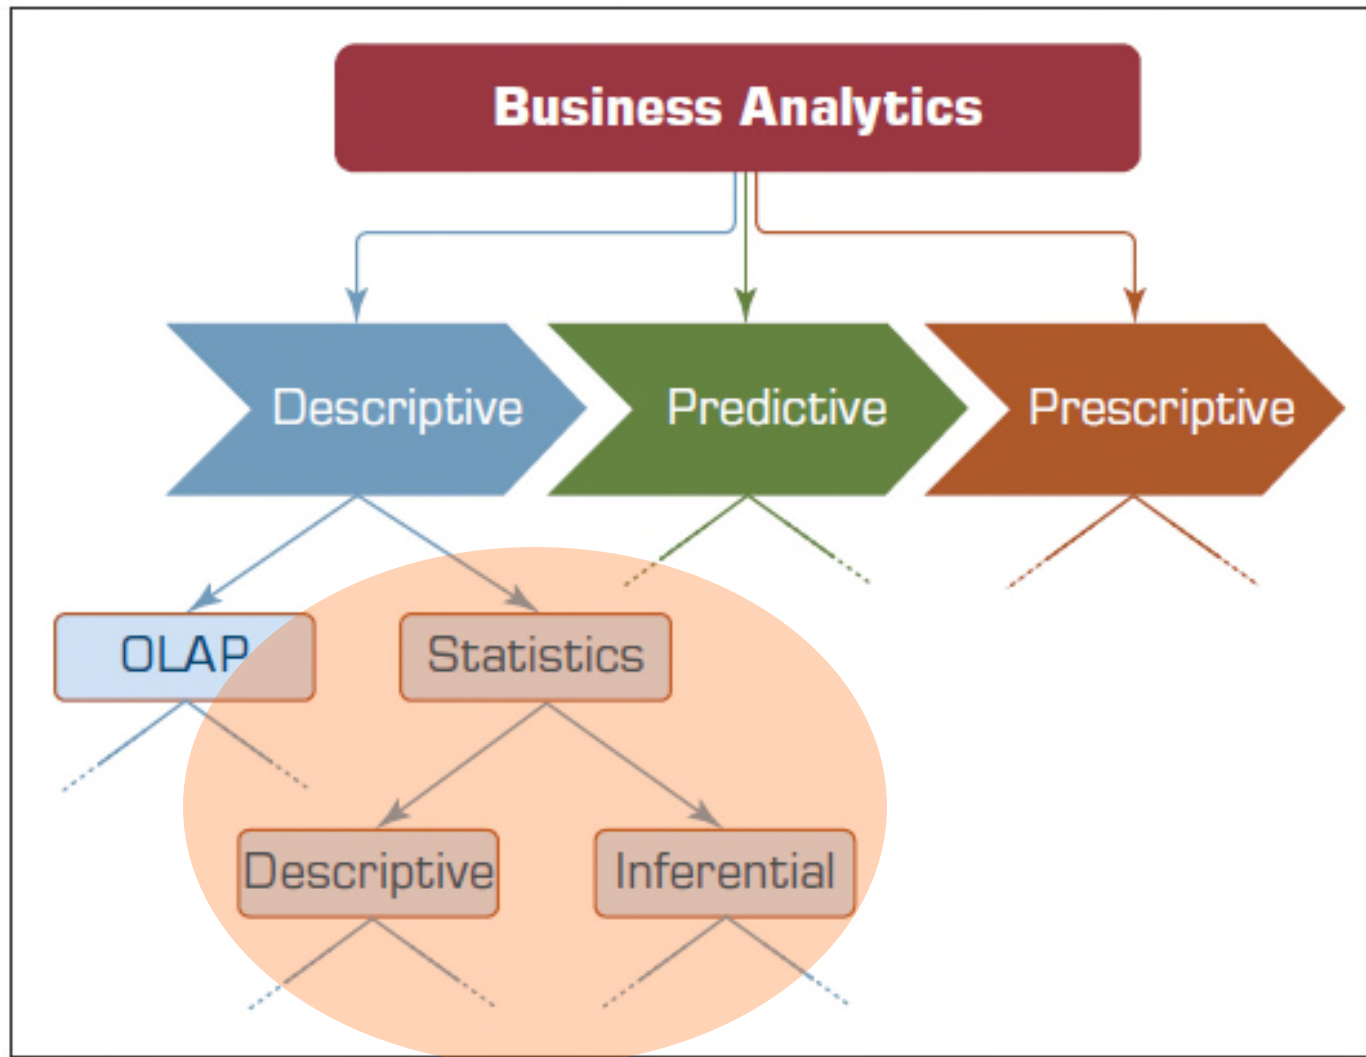 Business Analytics
Descriptive
Predictive
Prescriptive
OLAP
Statistics
Descriptive
Inferential